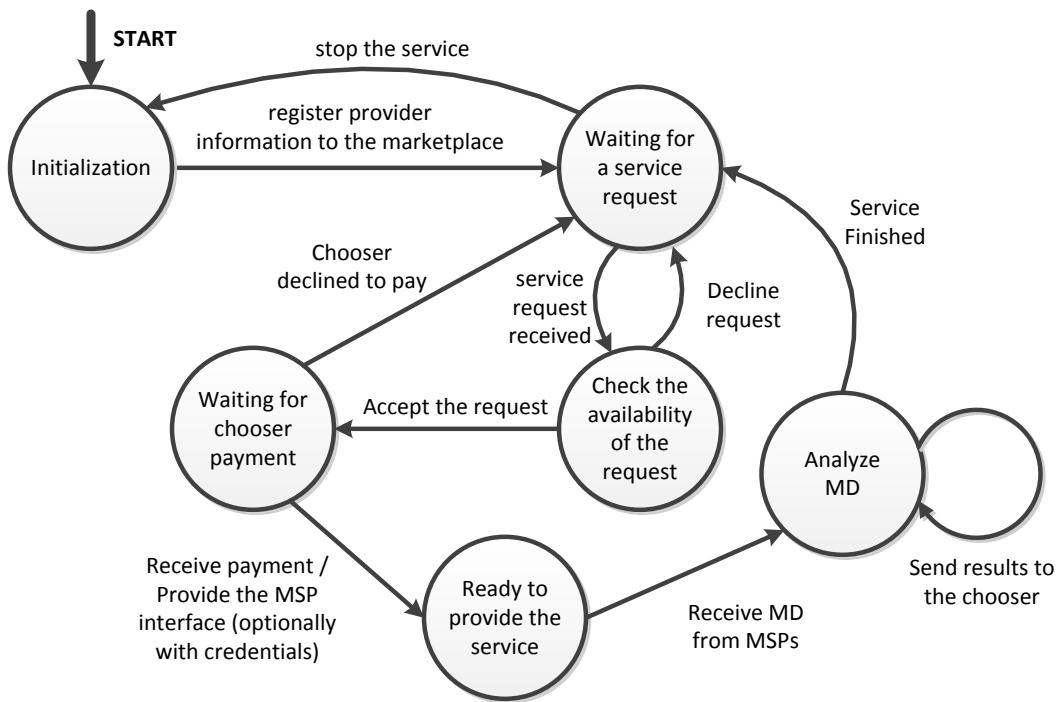 START
stop the service
register provider
information to the marketplace
Initialization
Waiting for
a service
request
Service
Finished
Chooser
declined to pay
service
request
received
Decline
request
Waiting for
chooser
payment
Accept the request
Check the
availability
of the
request
Analyze
MD
Receive payment /
Provide the MSP
interface (optionally
with credentials)
Ready to
provide the
service
Receive MD
from MSPs
Send results to
the chooser